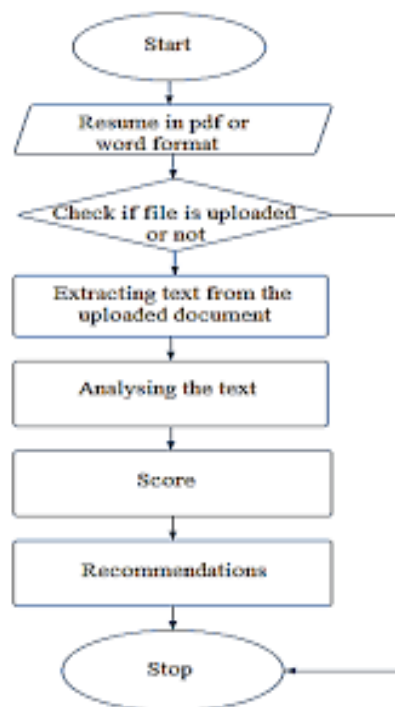 Start
Resume in pdf or
word format
Check if file is uploaded
or not
Extracting text from the
uploaded document
Analysing the text
Score
Recommendations
Stop